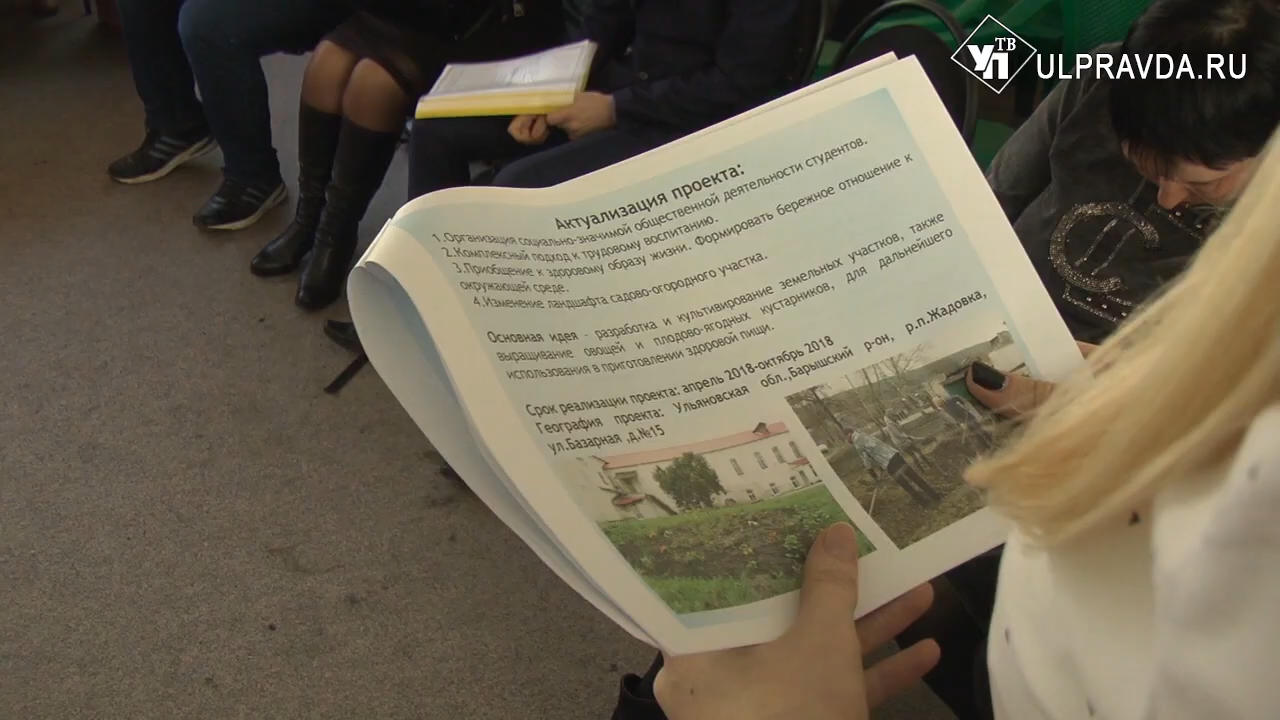 УП ТВ ULPRAVDA.RU
Актуализация проекта:
1.Организация социально-значимой общественной деятельности студентов.
2.Комплексный подход к трудовому воспитанию.
3.Приобщение к здоровому образу жизни. Формировать бережное отношение к
окружающей среде.
4.Изменение ландшафта садово-огородного участка.
Основная идея - разработка и культивирование земельных участков, также
выращивание овощей и плодово-ягодных кустарников, для дальнейшего
использования в приготовлении здоровой пищи.
Срок реализации проекта: апрель 2018-октябрь 2018
География проекта: Ульяновская обл.,Барышский р-он, р.п.Жадовка,
ул.Базарная ,д.№15